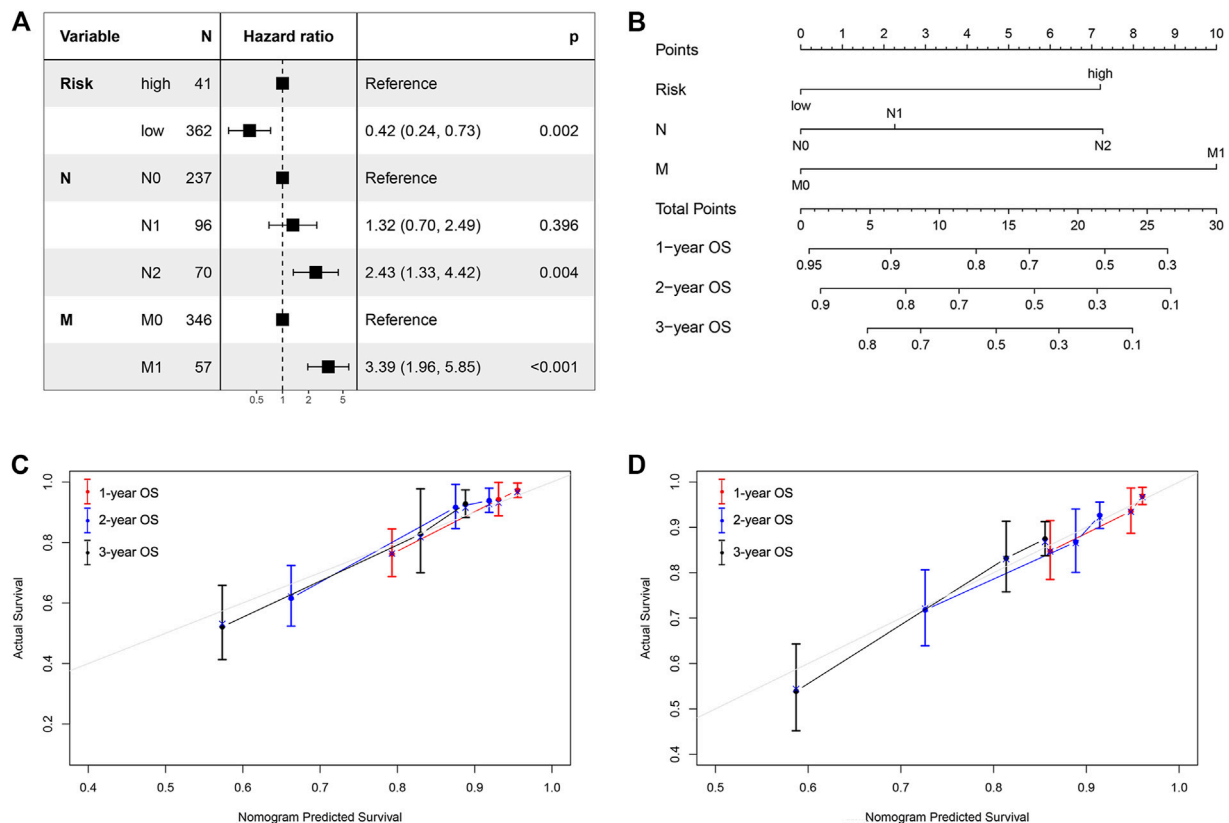 A
Variable N Hazard ratio p
Risk high 41 Reference
low 362 0.42 (0.24, 0.73) 0.002
N N0 237 Reference
N1 96 1.32 (0.70, 2.49) 0.396
N2 70 2.43 (1.33, 4.42) 0.004
M M0 346 Reference
M1 57 3.39 (1.96, 5.85) <0.001
0.5 1 2 5
B
Points 0 1 2 3 4 5 6 7 8 9 10
Risk low high
N N0 N1 N2
M M0 M1
Total Points 0 5 10 15 20 25 30
1−year OS 0.95 0.9 0.8 0.7 0.5 0.3
2−year OS 0.9 0.8 0.7 0.5 0.3 0.1
3−year OS 0.8 0.7 0.5 0.3 0.1
C
1-year OS
2-year OS
3-year OS
Actual Survival
1.0
0.8
0.6
0.4
0.2
0.4 0.5 0.6 0.7 0.8 0.9 1.0
Nomogram Predicted Survival
D
1-year OS
2-year OS
3-year OS
Actual Survival
1.0
0.9
0.8
0.7
0.6
0.5
0.4
0.5 0.6 0.7 0.8 0.9 1.0
Nomogram Predicted Survival